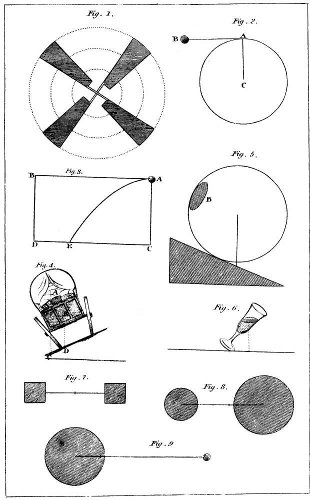 Fig. 1.
Fig. 2.
B
A
C
Fig. 3.
B
A
D
E
C
Fig. 5.
B
Fig. 4.
D
Fig. 6.
Fig. 7.
Fig. 8.
Fig. 9